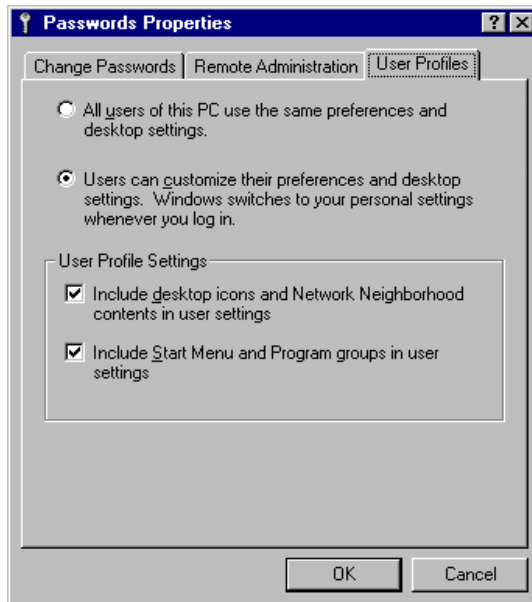 Passwords Properties
Change Passwords Remote Administration User Profiles
All users of this PC use the same preferences and
desktop settings.
Users can customize their preferences and desktop
settings.  Windows switches to your personal settings
whenever you log in.
User Profile Settings
Include desktop icons and Network Neighborhood
contents in user settings
Include Start Menu and Program groups in user
settings
OK Cancel